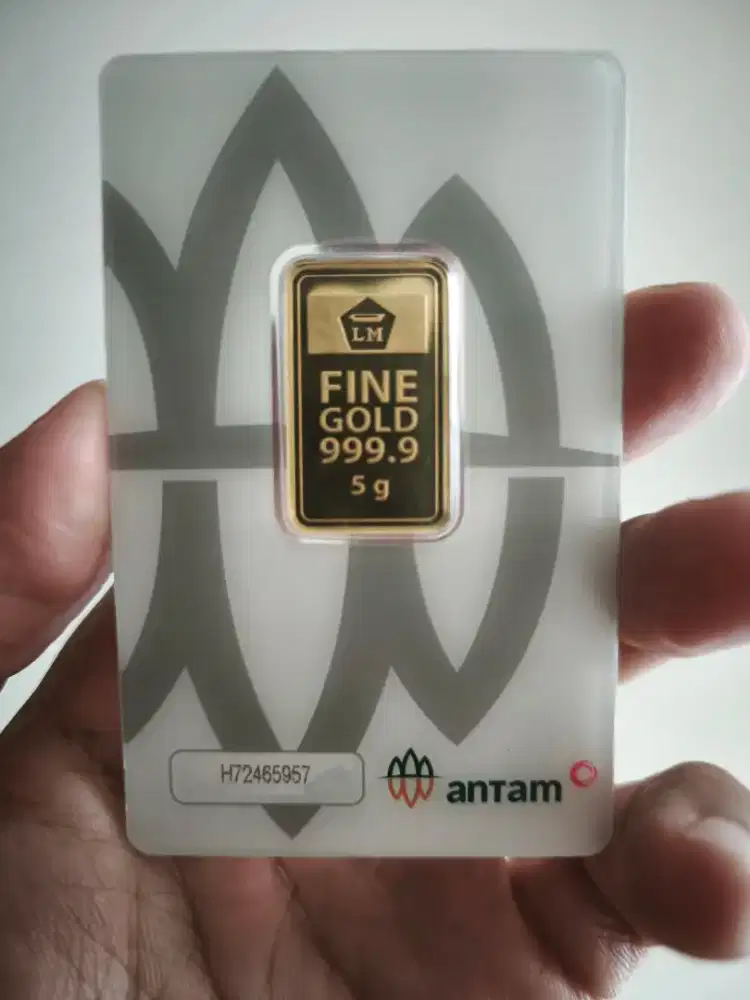 LM
FINE
GOLD
999.9
5 g
H72465957
antam